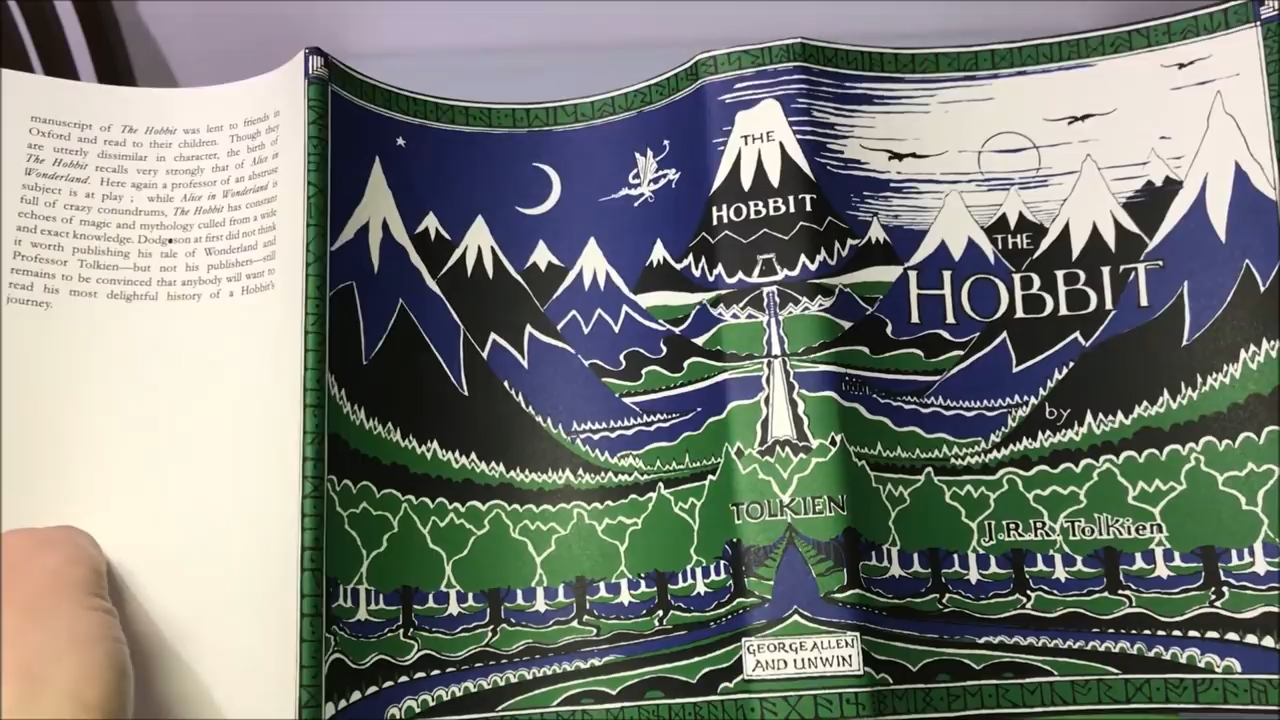 manuscript of The Hobbit was lent to friends in
Oxford and read to their children. Though they
are utterly dissimilar in character, the birth of
The Hobbit recalls very strongly that of Alice in
Wonderland. Here again a professor of an abstruse
subject is at play ; while Alice in Wonderland is
full of crazy conundrums, The Hobbit has constant
echoes of magic and mythology culled from a wide
and exact knowledge. Dodgson at first did not think
it worth publishing his tale of Wonderland and
Professor Tolkien—but not his publishers—still
remains to be convinced that anybody will want to
read his most delightful history of a Hobbit's
journey.
THE
HOBBIT
TOLKIEN
GEORGE ALLEN
AND UNWIN
THE
HOBBIT
by
J.R.R. Tolkien